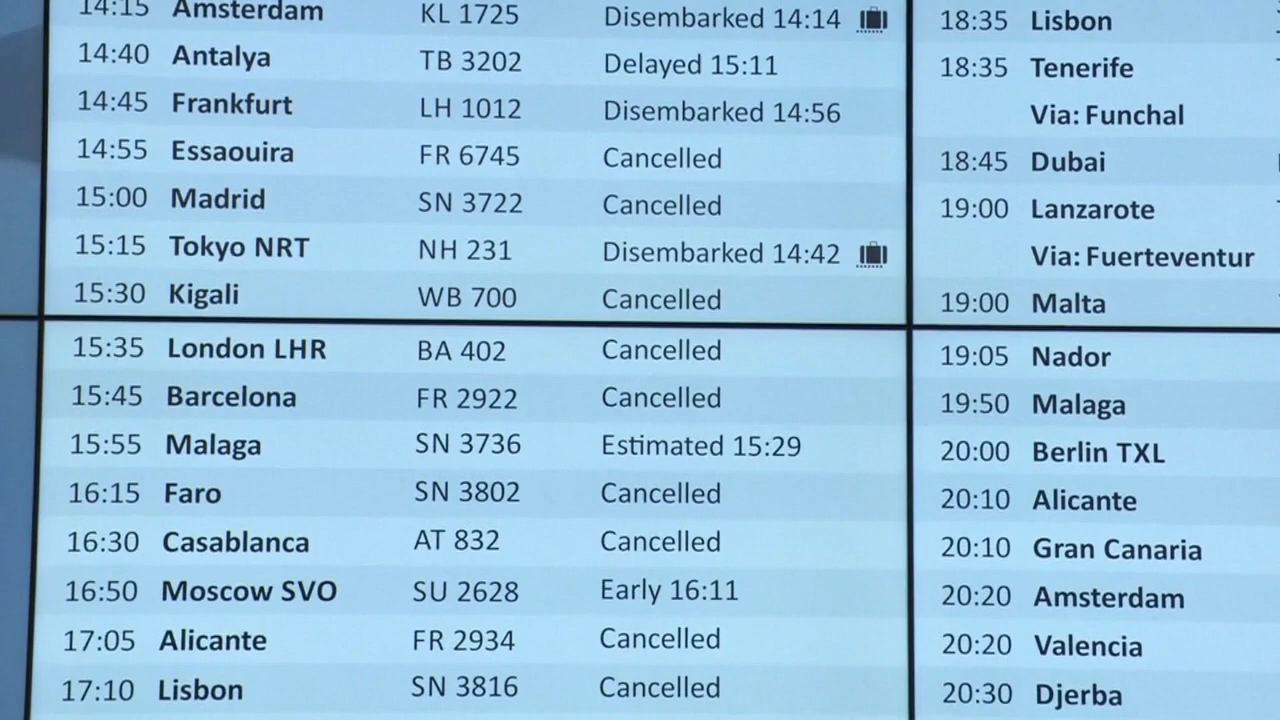 14:15 Amsterdam KL 1725 Disembarked 14:14
14:40 Antalya TB 3202 Delayed 15:11
14:45 Frankfurt LH 1012 Disembarked 14:56
14:55 Essaouira FR 6745 Cancelled
15:00 Madrid SN 3722 Cancelled
15:15 Tokyo NRT NH 231 Disembarked 14:42
15:30 Kigali WB 700 Cancelled
15:35 London LHR BA 402 Cancelled
15:45 Barcelona FR 2922 Cancelled
15:55 Malaga SN 3736 Estimated 15:29
16:15 Faro SN 3802 Cancelled
16:30 Casablanca AT 832 Cancelled
16:50 Moscow SVO SU 2628 Early 16:11
17:05 Alicante FR 2934 Cancelled
17:10 Lisbon SN 3816 Cancelled
18:35 Lisbon
18:35 Tenerife
Via: Funchal
18:45 Dubai
19:00 Lanzarote
Via: Fuerteventur
19:00 Malta
19:05 Nador
19:50 Malaga
20:00 Berlin TXL
20:10 Alicante
20:10 Gran Canaria
20:20 Amsterdam
20:20 Valencia
20:30 Djerba